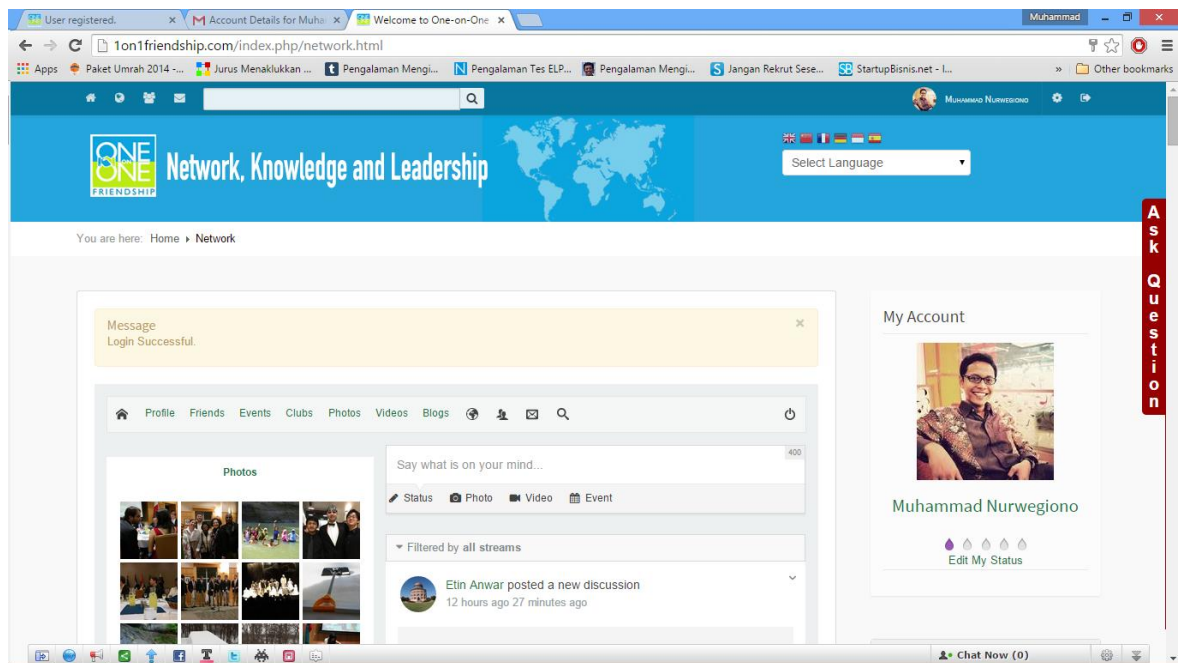 User registered.
Account Details for Muha
Welcome to One-on-One
Muhammad
1on1friendship.com/index.php/network.html
Apps
Paket Umrah 2014 -...
Jurus Menaklukkan ...
Pengalaman Mengi...
Pengalaman Tes ELP...
Pengalaman Mengi...
Jangan Rekrut Sese...
StartupBisnis.net - I...
»
Other bookmarks
Muhammad Nurwegiono
ONE
on
ONE
FRIENDSHIP
Network, Knowledge and Leadership
Select Language
You are here: Home Network
Ask Question
Message
Login Successful.
My Account
Profile Friends Events Clubs Photos Videos Blogs
Photos
Say what is on your mind...
400
Status Photo Video Event
Muhammad Nurwegiono
Edit My Status
Filtered by all streams
Etin Anwar posted a new discussion
12 hours ago 27 minutes ago
Chat Now (0)